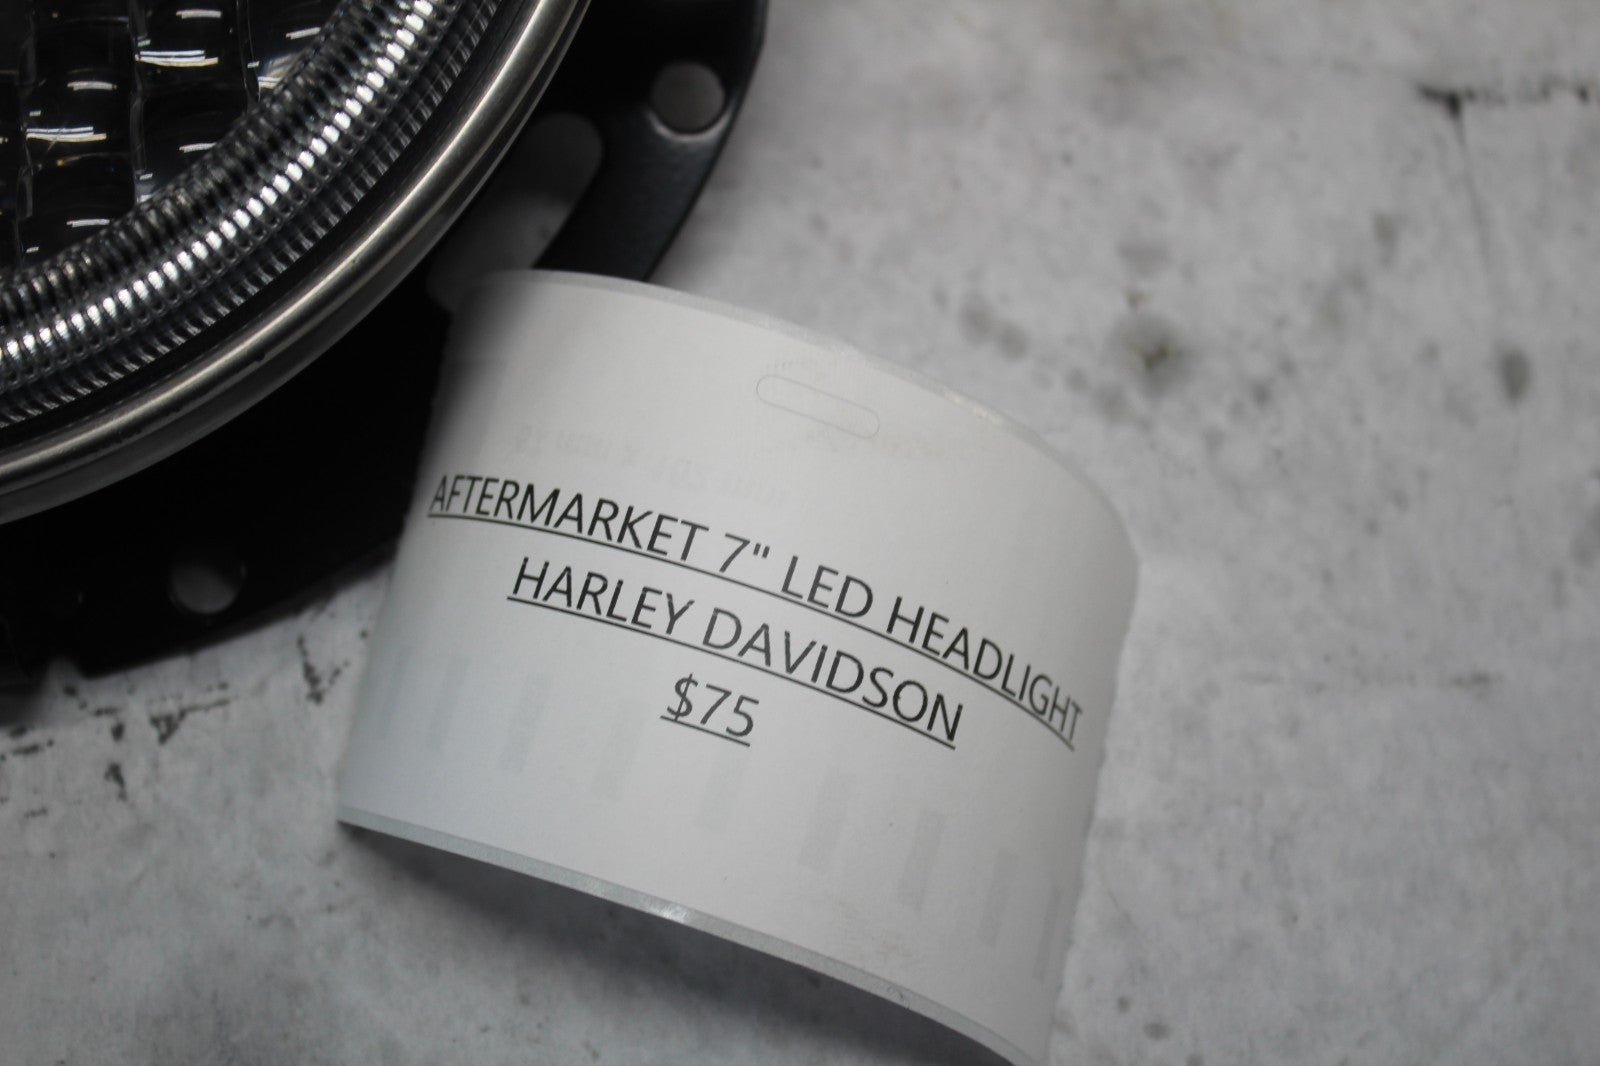 AFTERMARKET 7" LED HEADLIGHT
HARLEY DAVIDSON
$75